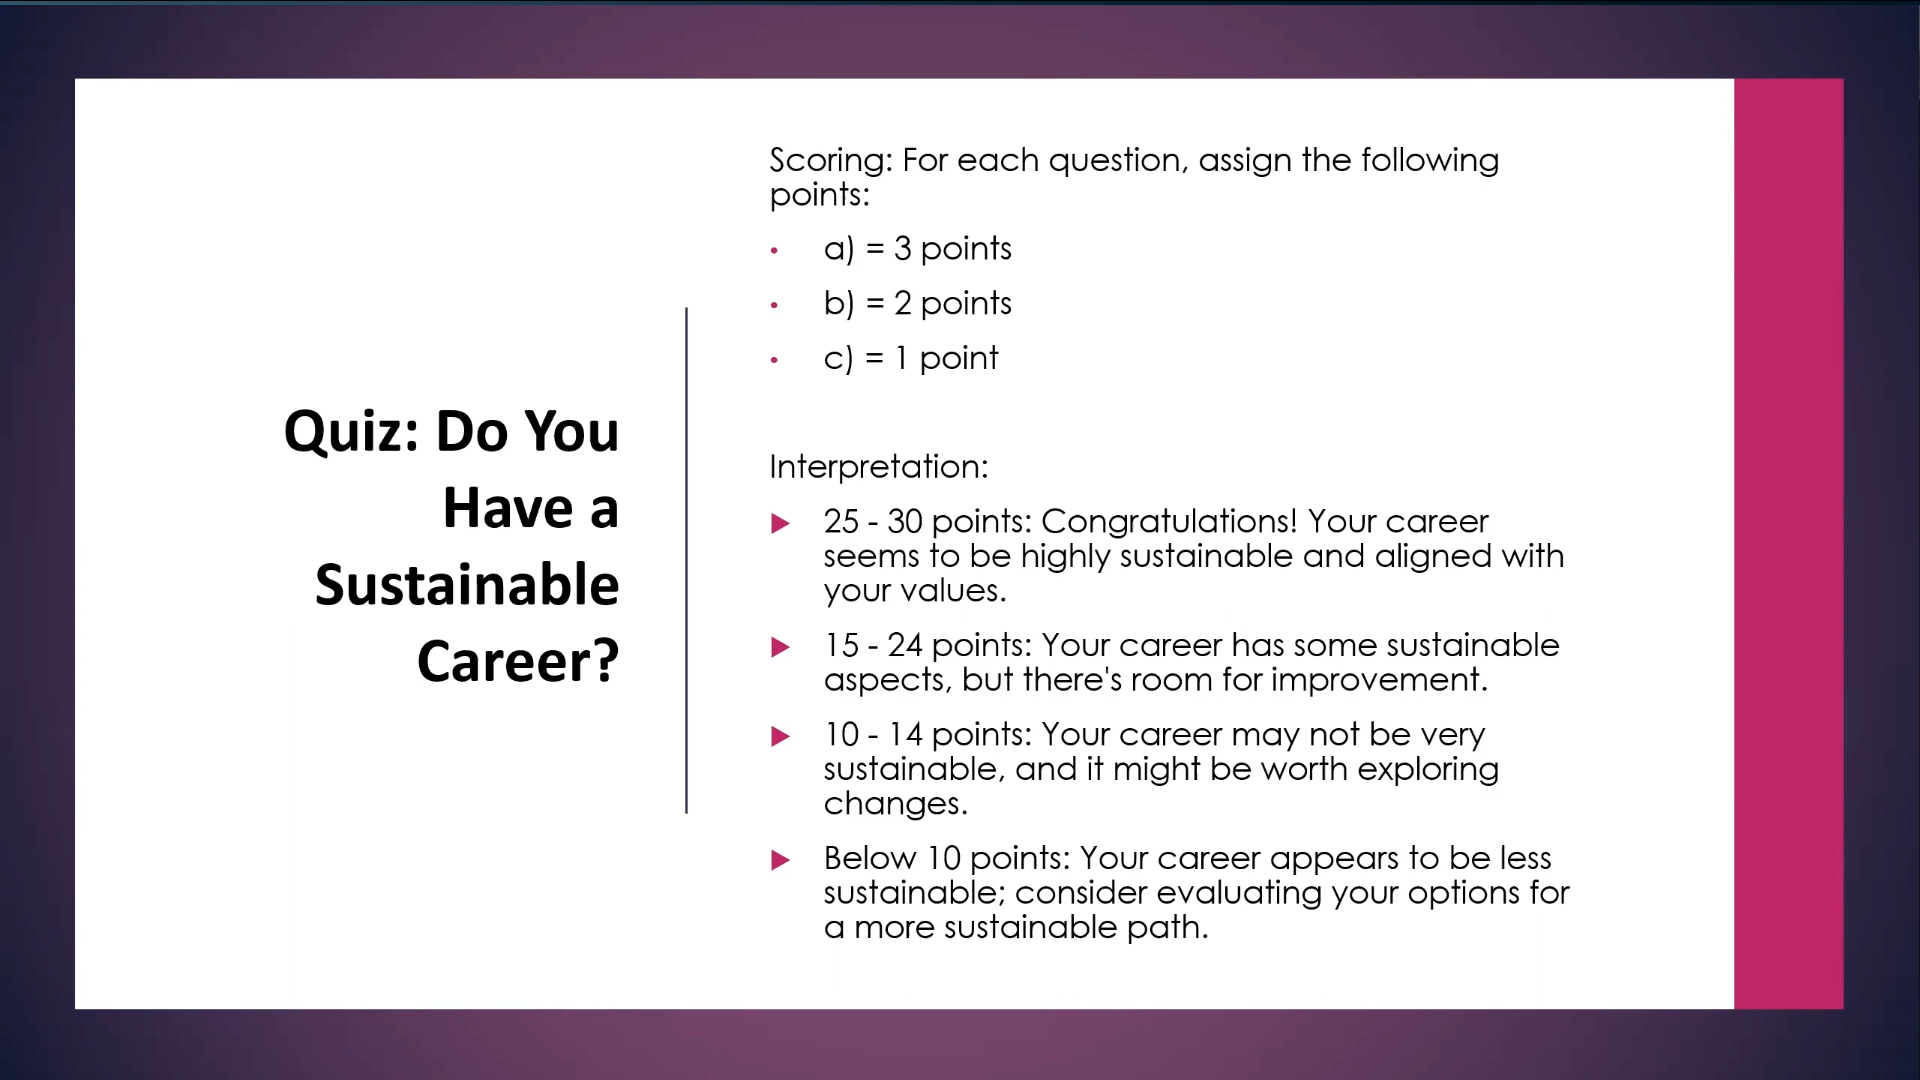 Quiz: Do You
Have a
Sustainable
Career?
Scoring: For each question, assign the following
points:
• a) = 3 points
• b) = 2 points
• c) = 1 point
Interpretation:
25 - 30 points: Congratulations! Your career
seems to be highly sustainable and aligned with
your values.
15 - 24 points: Your career has some sustainable
aspects, but there's room for improvement.
10 - 14 points: Your career may not be very
sustainable, and it might be worth exploring
changes.
Below 10 points: Your career appears to be less
sustainable; consider evaluating your options for
a more sustainable path.